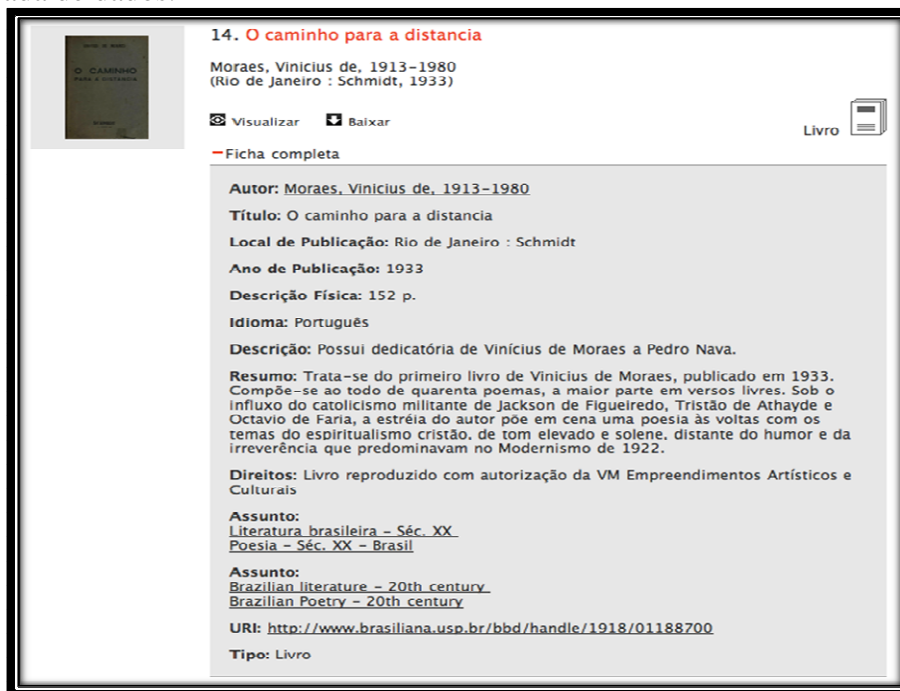 14. O caminho para a distancia
Moraes, Vinicius de, 1913-1980
(Rio de Janeiro : Schmidt, 1933)
O CAMINHO
PARA A DISTANCIA
Visualizar Baixar
Livro
−Ficha completa
Autor: Moraes, Vinicius de, 1913-1980
Título: O caminho para a distancia
Local de Publicação: Rio de Janeiro : Schmidt
Ano de Publicação: 1933
Descrição Física: 152 p.
Idioma: Português
Descrição: Possui dedicatória de Vinícius de Moraes a Pedro Nava.
Resumo: Trata-se do primeiro livro de Vinicius de Moraes, publicado em 1933.
Compõe-se ao todo de quarenta poemas, a maior parte em versos livres. Sob o
influxo do catolicismo militante de Jackson de Figueiredo, Tristão de Athayde e
Octavio de Faria, a estréia do autor põe em cena uma poesia às voltas com os
temas do espiritualismo cristão, de tom elevado e solene, distante do humor e da
irreverência que predominavam no Modernismo de 1922.
Direitos: Livro reproduzido com autorização da VM Empreendimentos Artísticos e
Culturais
Assunto:
Literatura brasileira - Séc. XX
Poesia - Séc. XX - Brasil
Assunto:
Brazilian literature - 20th century
Brazilian Poetry - 20th century
URI: http://www.brasiliana.usp.br/bbd/handle/1918/01188700
Tipo: Livro